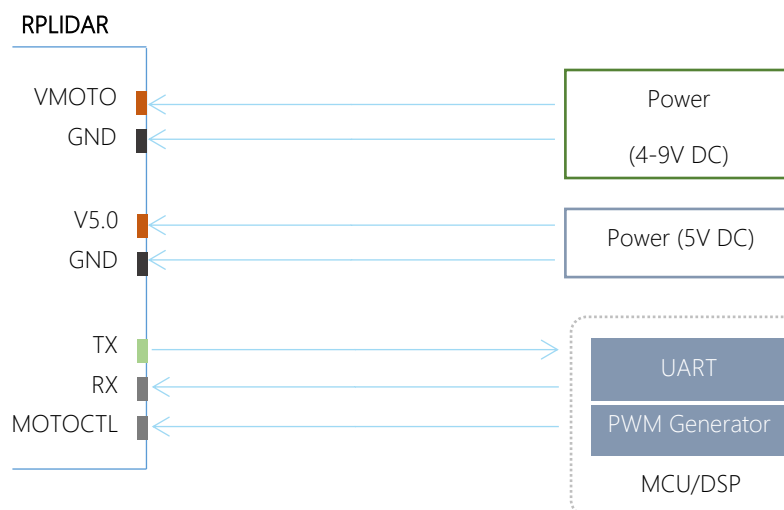 RPLIDAR
VMOTO
GND
V5.0
GND
TX
RX
MOTOCTL
Power
(4-9V DC)
Power (5V DC)
UART
PWM Generator
MCU/DSP